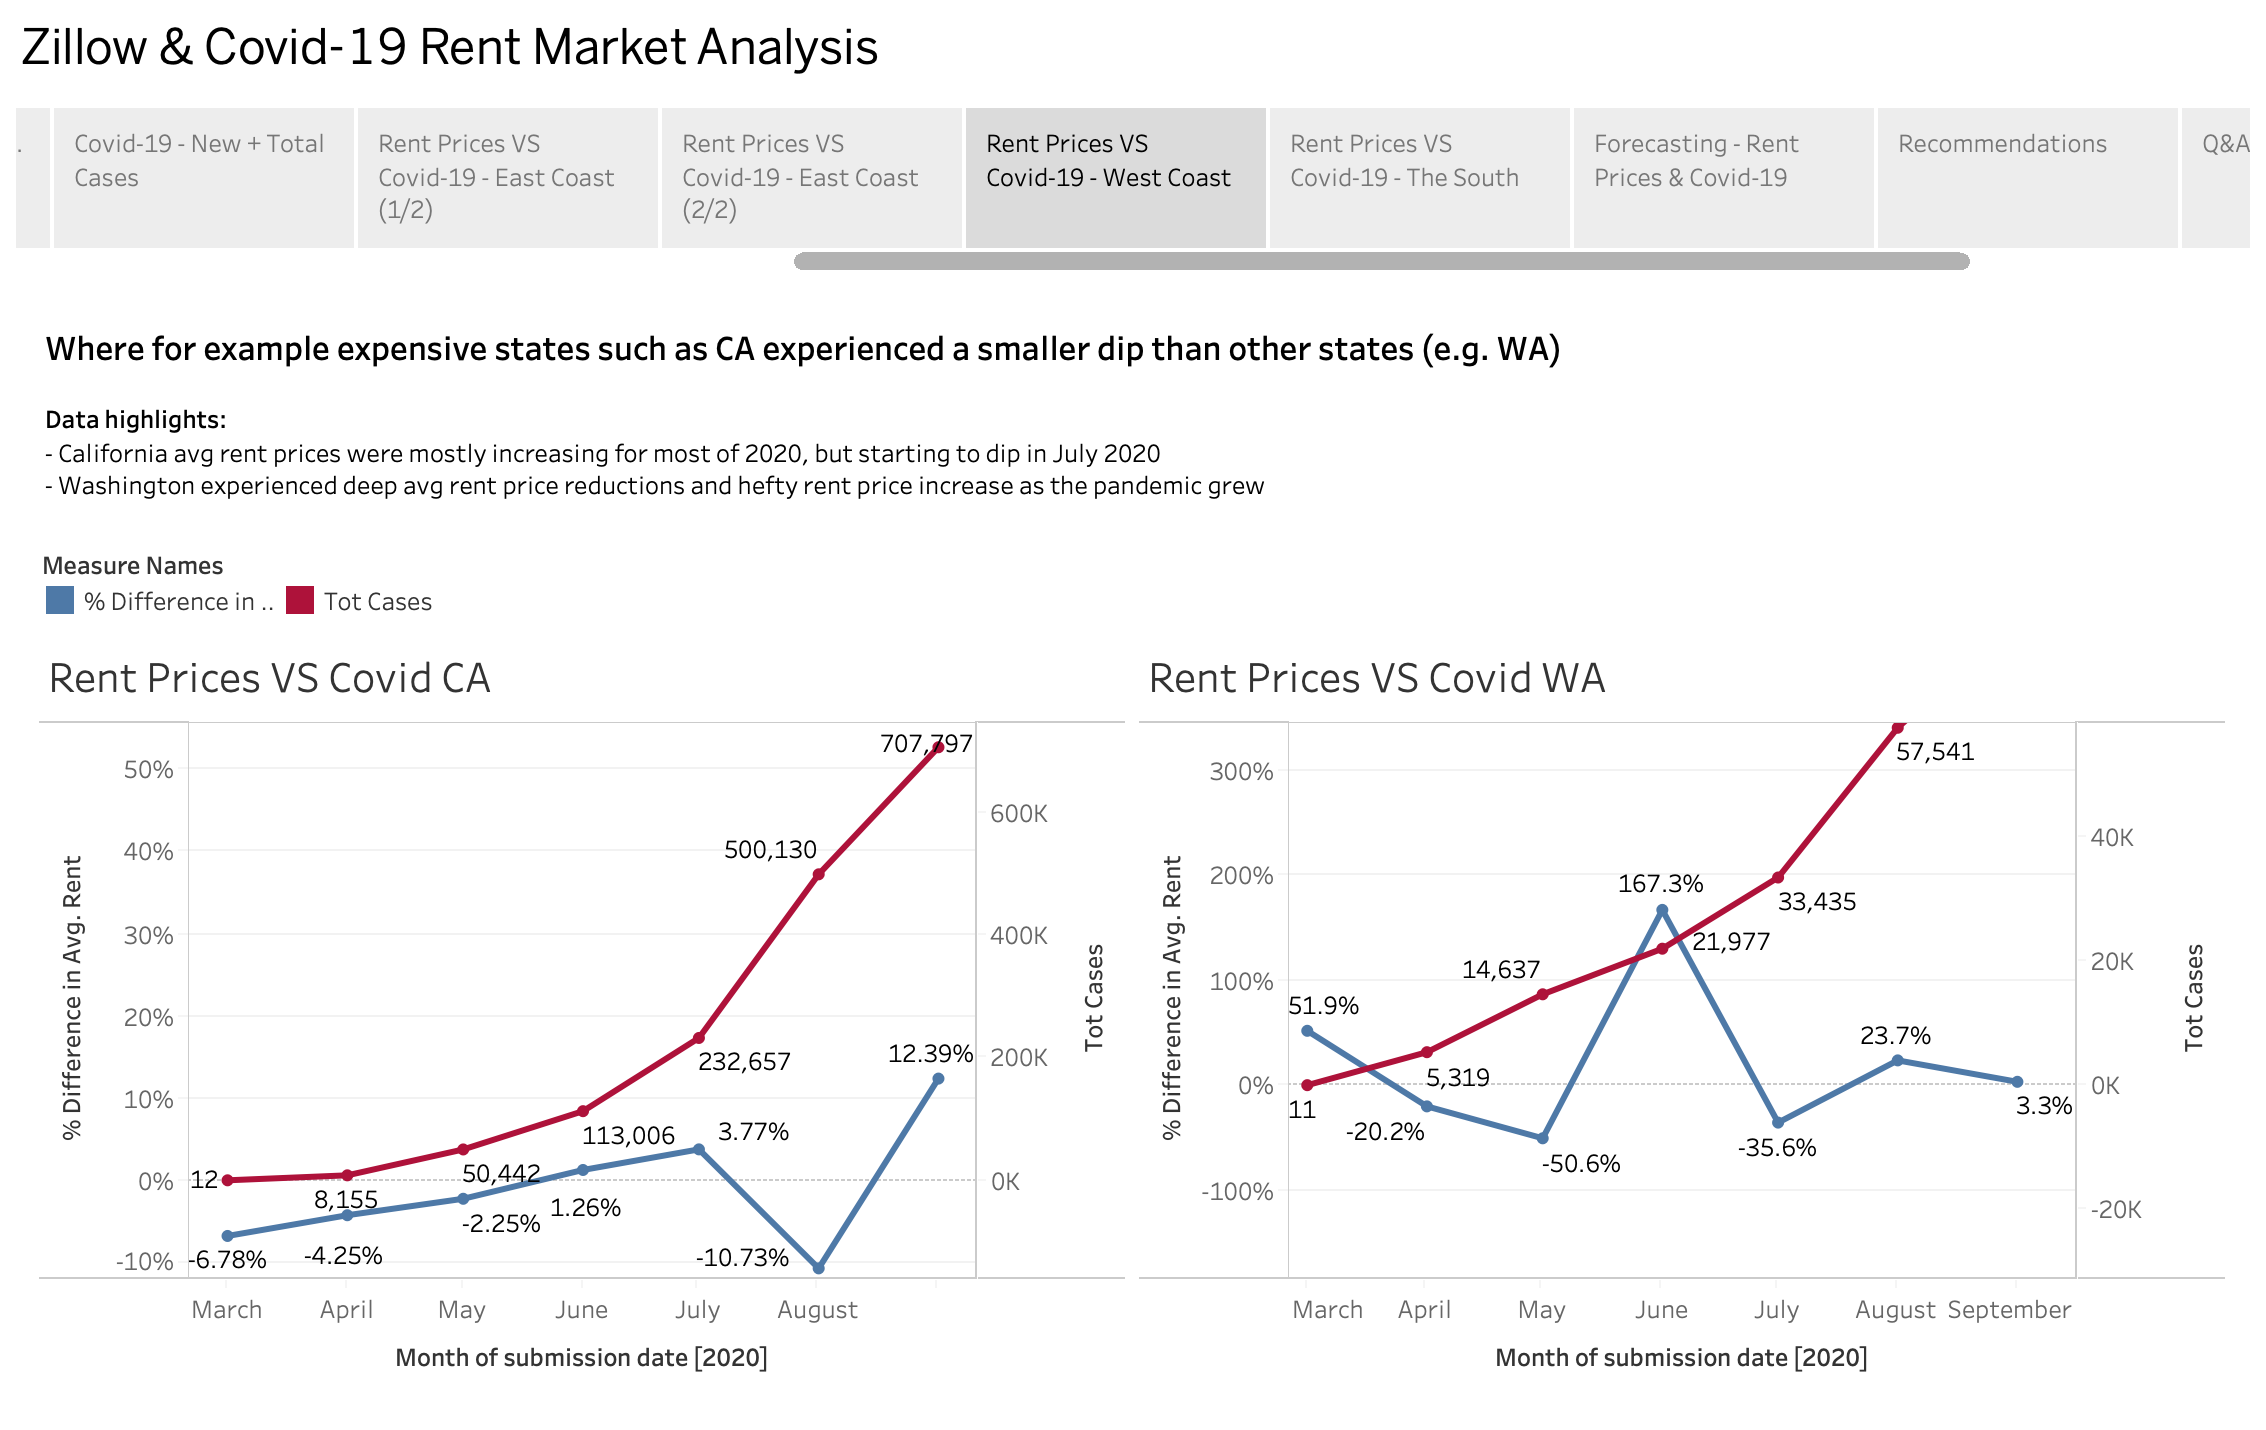 Zillow & Covid-19 Rent Market Analysis
.
Covid-19 - New + Total
Cases
Rent Prices VS
Covid-19 - East Coast
(1/2)
Rent Prices VS
Covid-19 - East Coast
(2/2)
Rent Prices VS
Covid-19 - West Coast
Rent Prices VS
Covid-19 - The South
Forecasting - Rent
Prices & Covid-19
Recommendations
Q&A
Where for example expensive states such as CA experienced a smaller dip than other states (e.g. WA)
Data highlights:
- California avg rent prices were mostly increasing for most of 2020, but starting to dip in July 2020
- Washington experienced deep avg rent price reductions and hefty rent price increase as the pandemic grew
Measure Names
% Difference in ..
Tot Cases
Rent Prices VS Covid CA
% Difference in Avg. Rent
50%
40%
30%
20%
10%
0%
-10%
707,797
500,130
232,657
12.39%
113,006
3.77%
12
8,155
50,442
1.26%
-2.25%
-6.78%
-4.25%
-10.73%
600K
400K
200K
0K
Tot Cases
March
April
May
June
July
August
Month of submission date [2020]
Rent Prices VS Covid WA
% Difference in Avg. Rent
300%
200%
100%
0%
-100%
57,541
167.3%
33,435
21,977
14,637
51.9%
23.7%
5,319
11
3.3%
-20.2%
-35.6%
-50.6%
40K
20K
0K
-20K
Tot Cases
March
April
May
June
July
August
September
Month of submission date [2020]